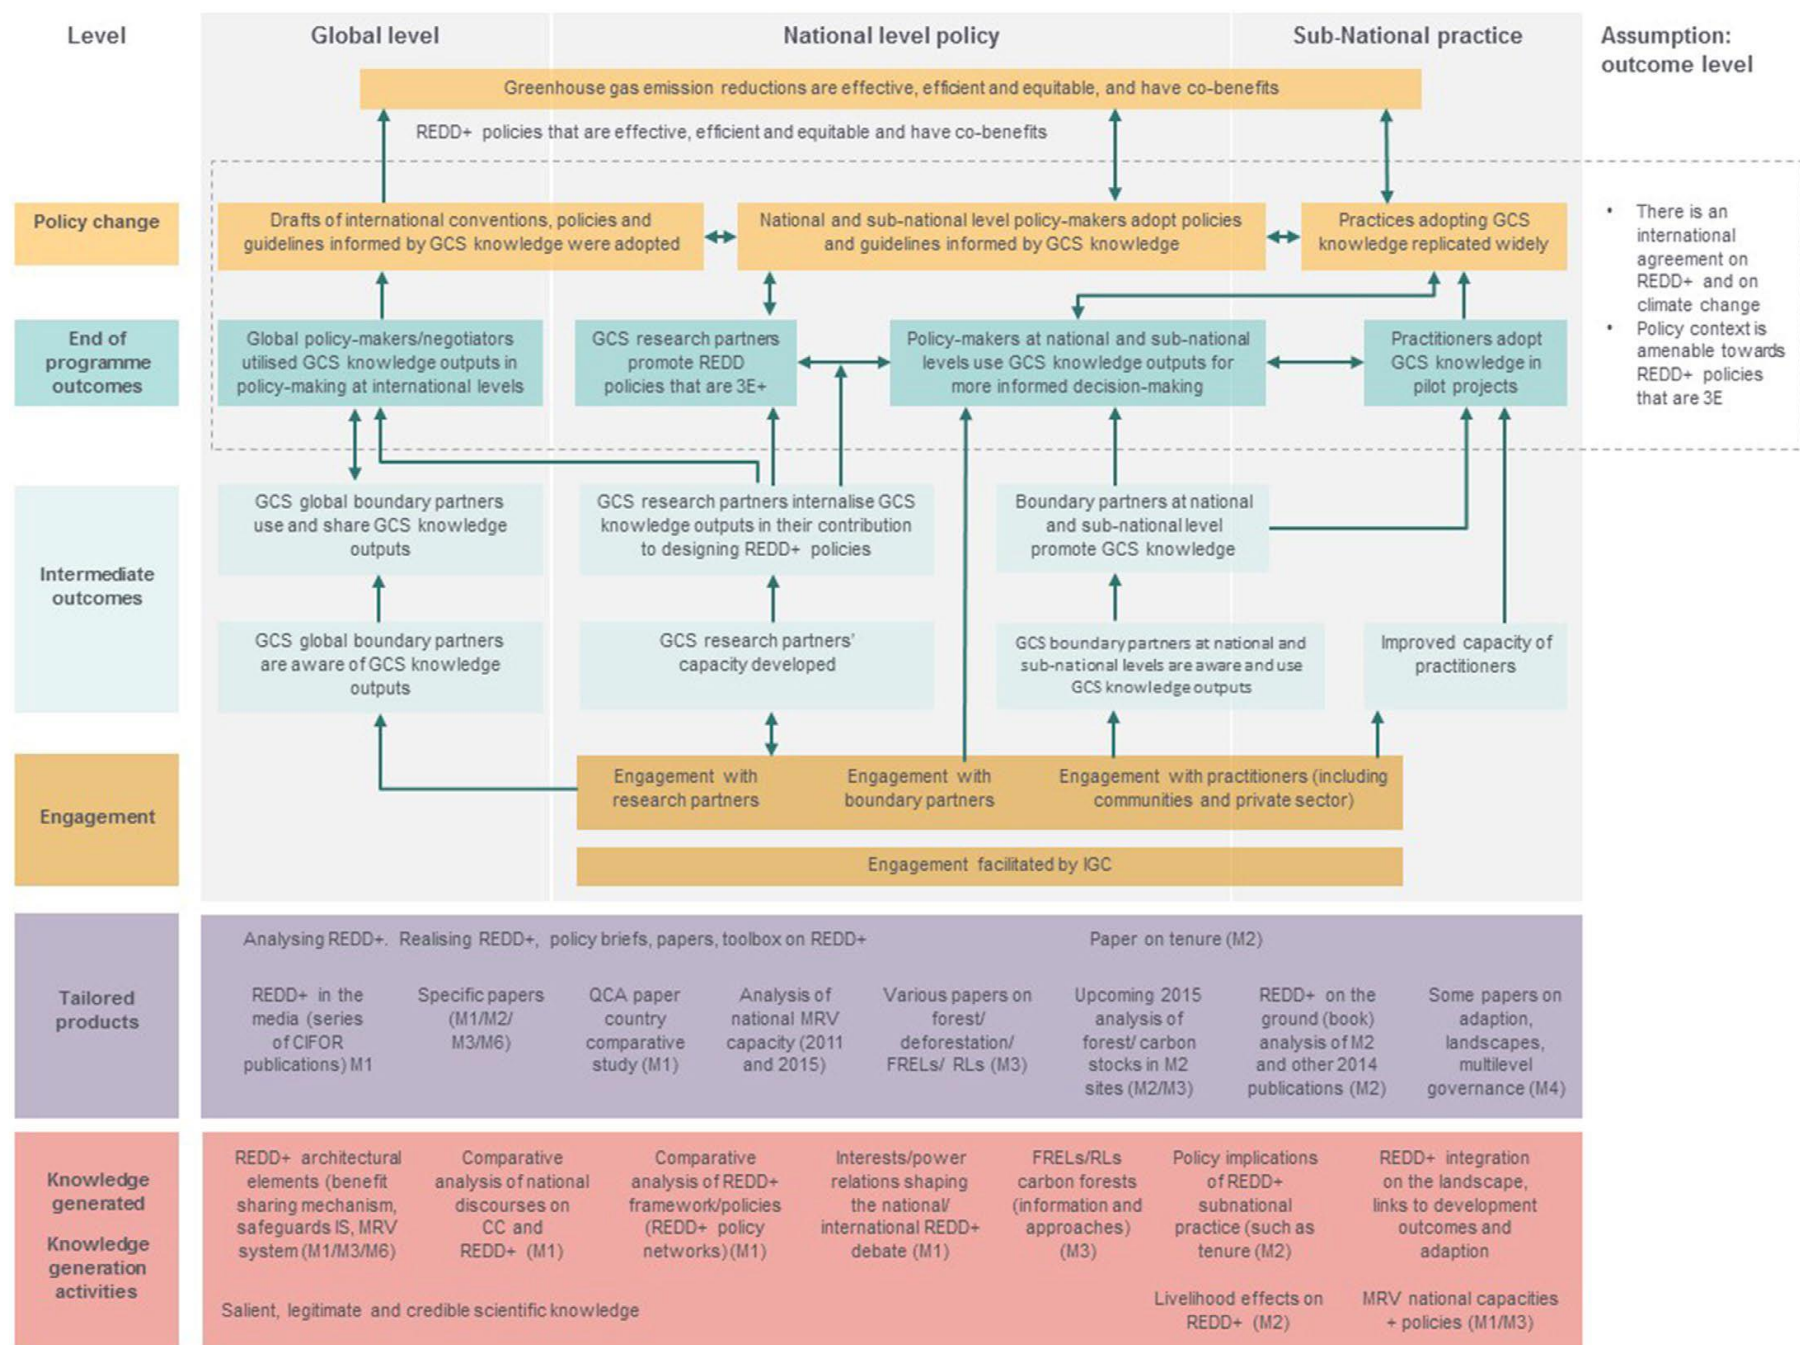 Level
Global level
National level policy
Sub-National practice
Assumption:
outcome level
Greenhouse gas emission reductions are effective, efficient and equitable, and have co-benefits
REDD+ policies that are effective, efficient and equitable and have co-benefits
Policy change
Drafts of international conventions, policies and
guidelines informed by GCS knowledge were adopted
National and sub-national level policy-makers adopt policies
and guidelines informed by GCS knowledge
Practices adopting GCS
knowledge replicated widely
• There is an
international
agreement on
REDD+ and on
climate change
• Policy context is
amenable towards
REDD+ policies
that are 3E
End of
programme
outcomes
Global policy-makers/negotiators
utilised GCS knowledge outputs in
policy-making at international levels
GCS research partners
promote REDD
policies that are 3E+
Policy-makers at national and sub-national
levels use GCS knowledge outputs for
more informed decision-making
Practitioners adopt
GCS knowledge in
pilot projects
Intermediate
outcomes
GCS global boundary partners
use and share GCS knowledge
outputs
GCS research partners internalise GCS
knowledge outputs in their contribution
to designing REDD+ policies
Boundary partners at national
and sub-national level
promote GCS knowledge
GCS global boundary partners
are aware of GCS knowledge
outputs
GCS research partners'
capacity developed
GCS boundary partners at national and
sub-national levels are aware and use
GCS knowledge outputs
Improved capacity of
practitioners
Engagement
Engagement with
research partners
Engagement with
boundary partners
Engagement with practitioners (including
communities and private sector)
Engagement facilitated by IGC
Tailored
products
Analysing REDD+. Realising REDD+, policy briefs, papers, toolbox on REDD+
Paper on tenure (M2)
REDD+ in the
media (series
of CIFOR
publications) M1
Specific papers
(M1/M2/
M3/M6)
QCA paper
country
comparative
study (M1)
Analysis of
national MRV
capacity (2011
and 2015)
Various papers on
forest/
deforestation/
FRELs/ RLs (M3)
Upcoming 2015
analysis of
forest/ carbon
stocks in M2
sites (M2/M3)
REDD+ on the
ground (book)
analysis of M2
and other 2014
publications (M2)
Some papers on
adaption,
landscapes,
multilevel
governance (M4)
Knowledge
generated
Knowledge
generation
activities
REDD+ architectural
elements (benefit
sharing mechanism,
safeguards IS, MRV
system (M1/M3/M6)
Comparative
analysis of national
discourses on
CC and
REDD+ (M1)
Comparative
analysis of REDD+
framework/policies
(REDD+ policy
networks) (M1)
Interests/power
relations shaping
the national/
international REDD+
debate (M1)
FRELs/RLs
carbon forests
(information and
approaches)
(M3)
Policy implications
of REDD+
subnational
practice (such as
tenure (M2)
REDD+ integration
on the landscape,
links to development
outcomes and
adaption
Salient, legitimate and credible scientific knowledge
Livelihood effects on
REDD+ (M2)
MRV national capacities
+ policies (M1/M3)